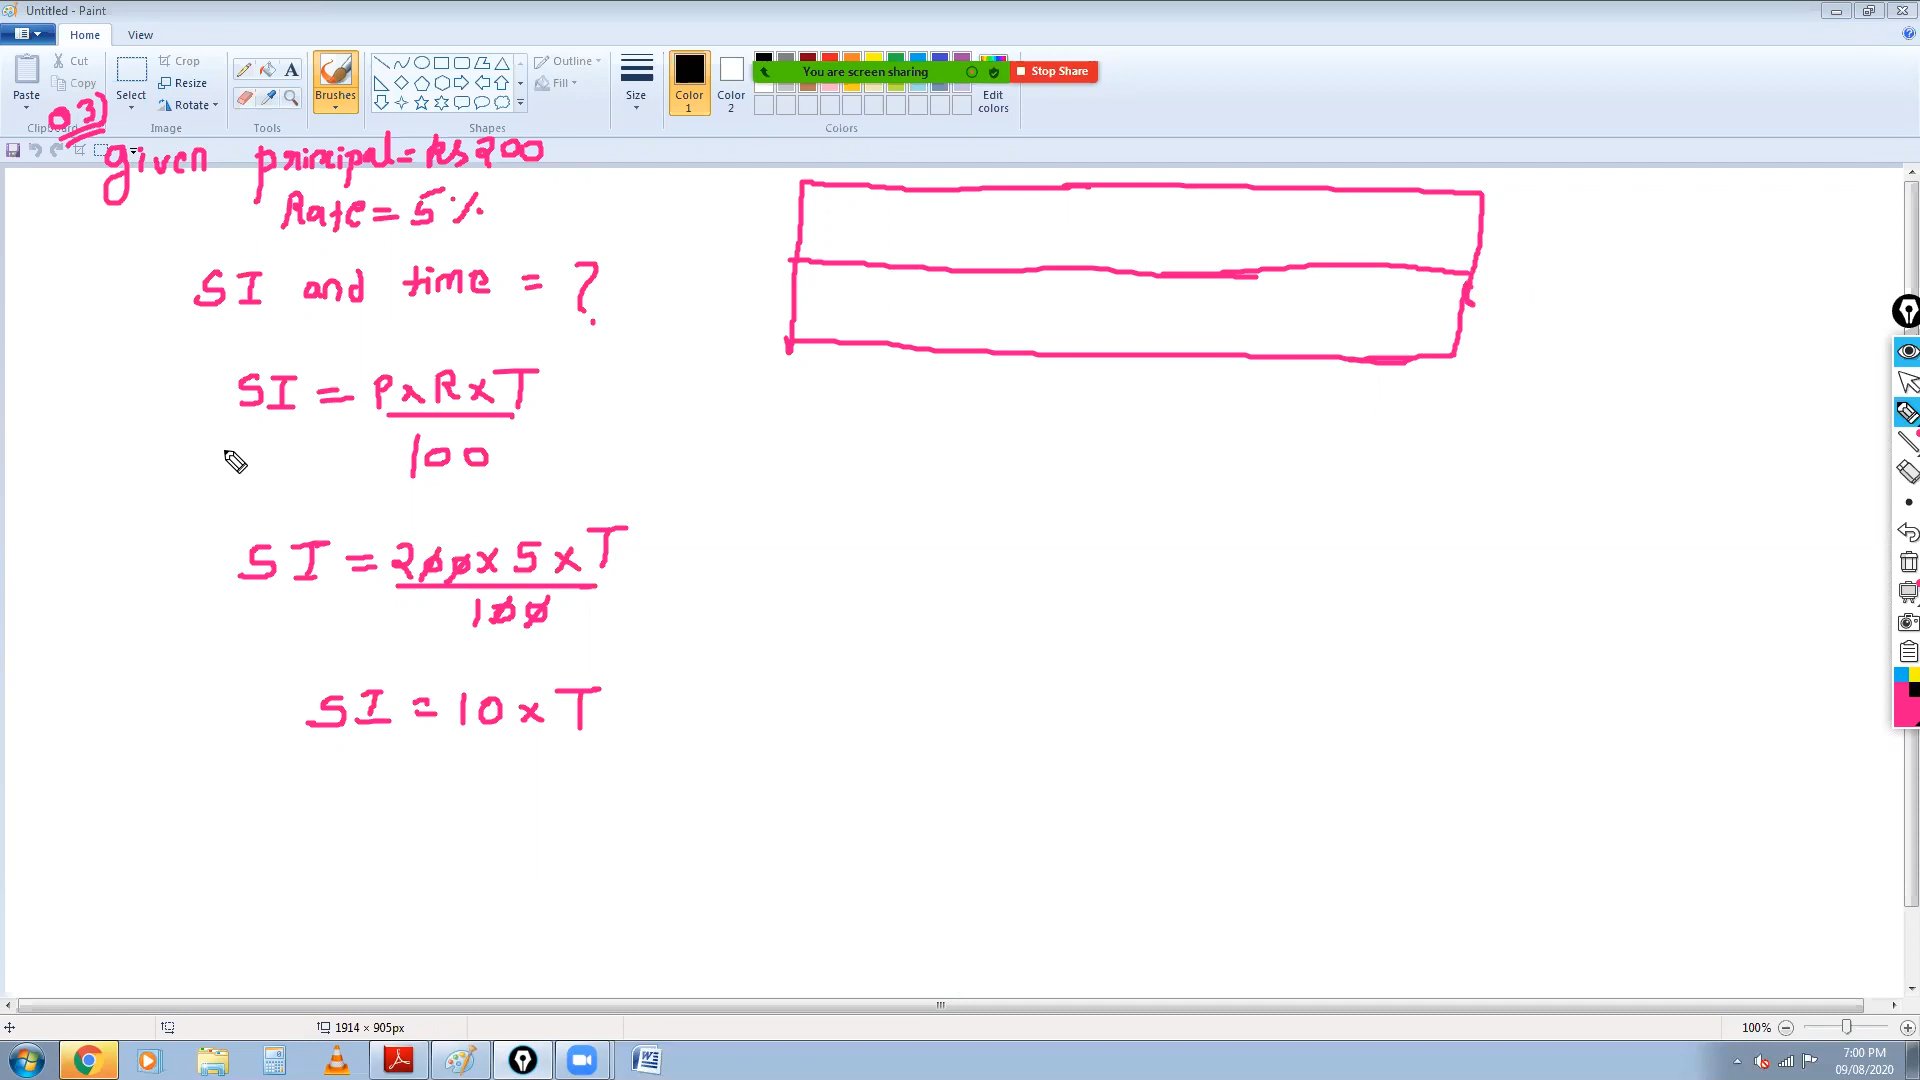 Untitled - Paint
Home View
Cut
Copy
Paste
Crop
Resize
Rotate
Select
Brushes
Outline
Fill
Size
Color 1
Color 2
Edit colors
You are screen sharing
Stop Share
Clipboard
Image
Tools
Shapes
Colors
Q3)
given principal = Rs 200
Rate = 5 %
SI and time = ?
SI = P x R x T
100
SI = 200 x 5 x T
100
SI = 10 x T
1914 × 905px
100%
7:00 PM
09/08/2020